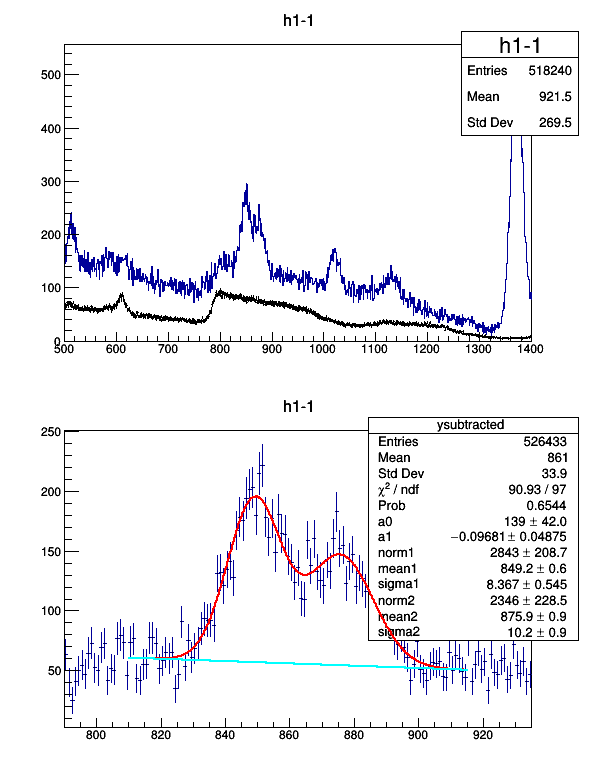 h1-1
h1-1
Entries 518240
Mean 921.5
Std Dev 269.5
500
400
300
200
100
0
500 600 700 800 900 1000 1100 1200 1300 1400
h1-1
ysubtracted
Entries 526433
Mean 861
Std Dev 33.9
χ² / ndf 90.93 / 97
Prob 0.6544
a0 139 ± 42.0
a1 −0.09681 ± 0.04875
norm1 2843 ± 208.7
mean1 849.2 ± 0.6
sigma1 8.367 ± 0.545
norm2 2346 ± 228.5
mean2 875.9 ± 0.9
sigma2 10.2 ± 0.9
250
200
150
100
50
800 820 840 860 880 900 920